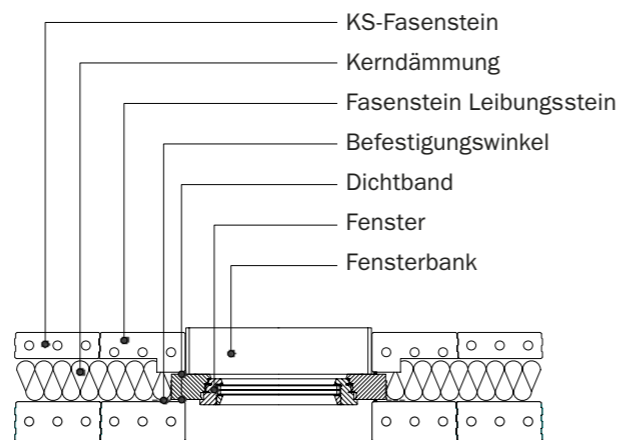 KS-Fasenstein
Kerndämmung
Fasenstein Leibungsstein
Befestigungswinkel
Dichtband
Fenster
Fensterbank